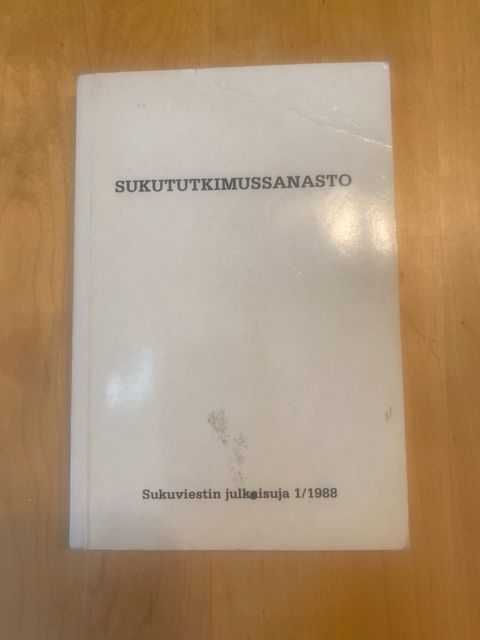 SUKUTUTKIMUSSANASTO
Sukuviestin julkaisuja 1/1988